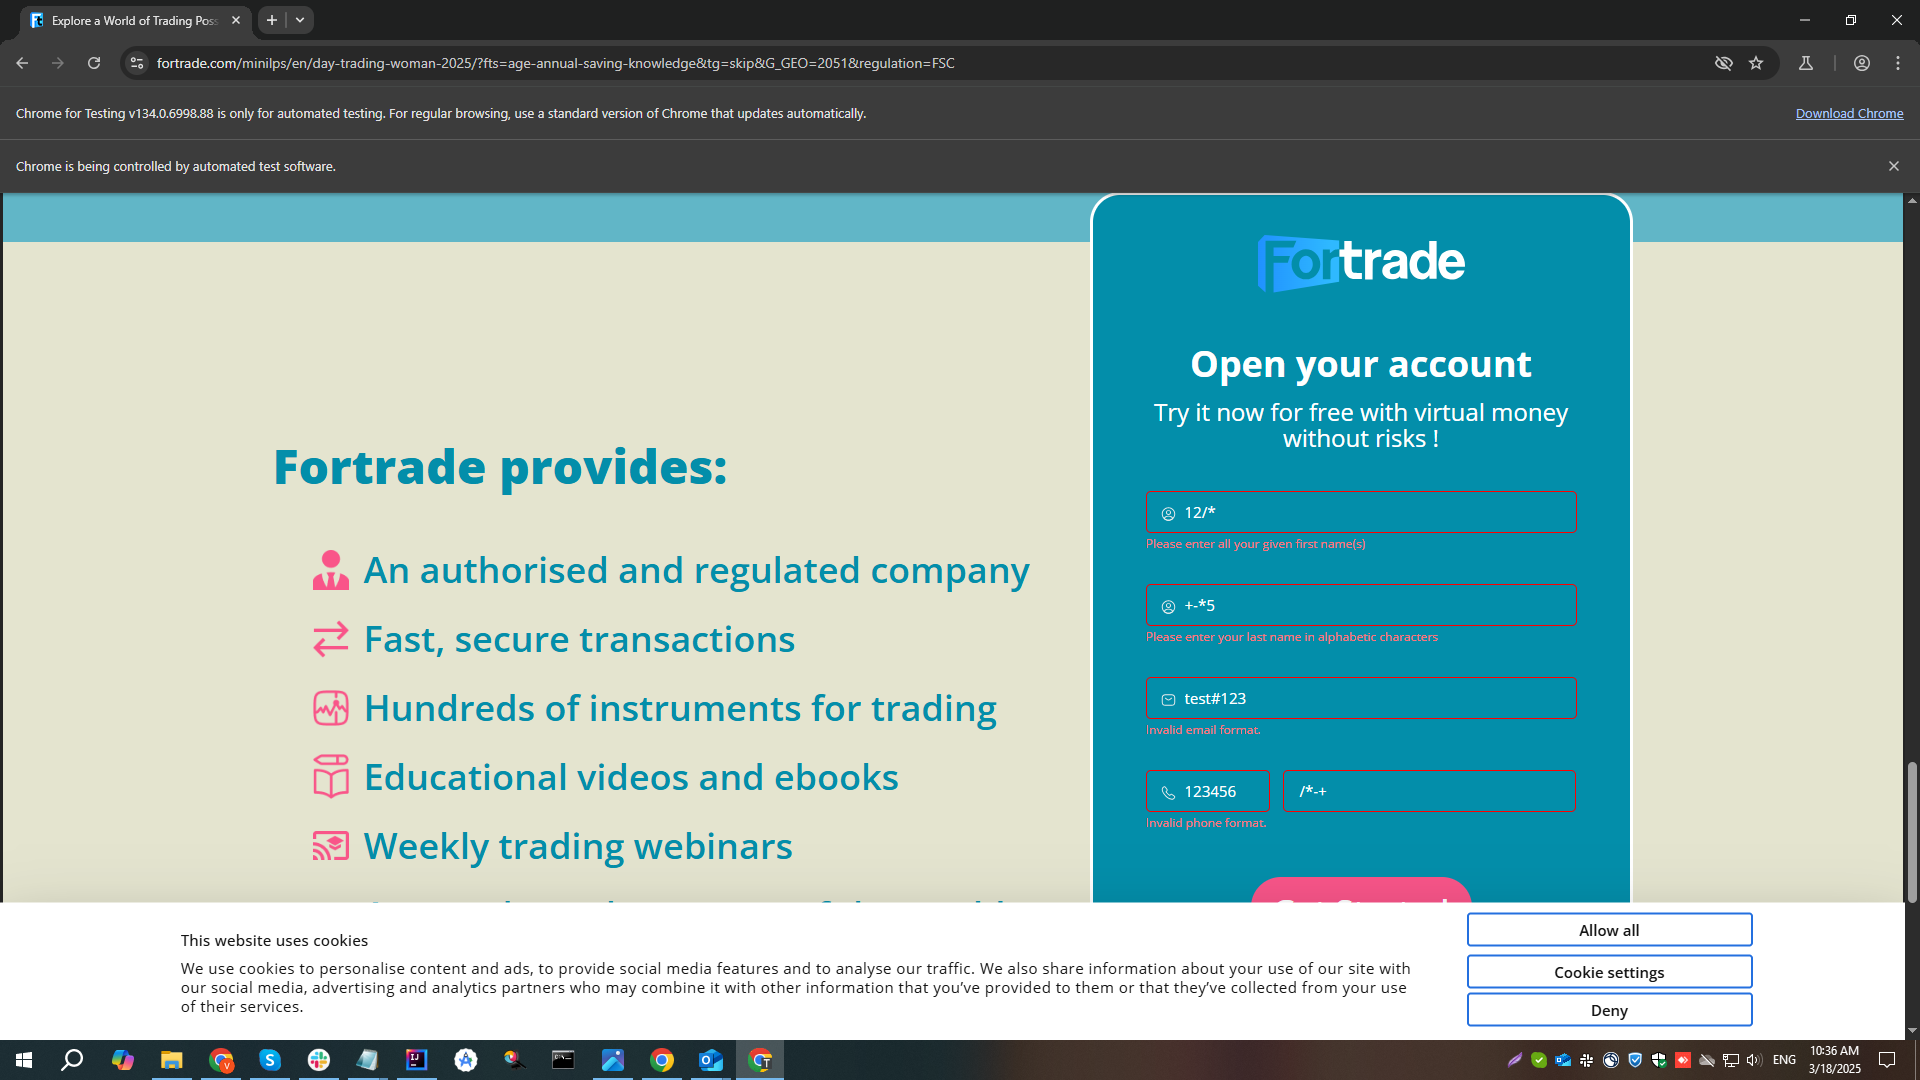 Explore a World of Trading Poss
fortrade.com/minilps/en/day-trading-woman-2025/?fts=age-annual-saving-knowledge&tg=skip&G_GEO=2051&regulation=FSC
Chrome for Testing v134.0.6998.88 is only for automated testing. For regular browsing, use a standard version of Chrome that updates automatically.
Download Chrome
Chrome is being controlled by automated test software.
Fortrade
Open your account
Try it now for free with virtual money
without risks !
Fortrade provides:
An authorised and regulated company
Fast, secure transactions
Hundreds of instruments for trading
Educational videos and ebooks
Weekly trading webinars
12/*
Please enter all your given first name(s)
+-*5
Please enter your last name in alphabetic characters
test#123
Invalid email format.
123456
/*-+
Invalid phone format.
This website uses cookies
We use cookies to personalise content and ads, to provide social media features and to analyse our traffic. We also share information about your use of our site with
our social media, advertising and analytics partners who may combine it with other information that you've provided to them or that they've collected from your use
of their services.
Allow all
Cookie settings
Deny
ENG
10:36 AM
3/18/2025